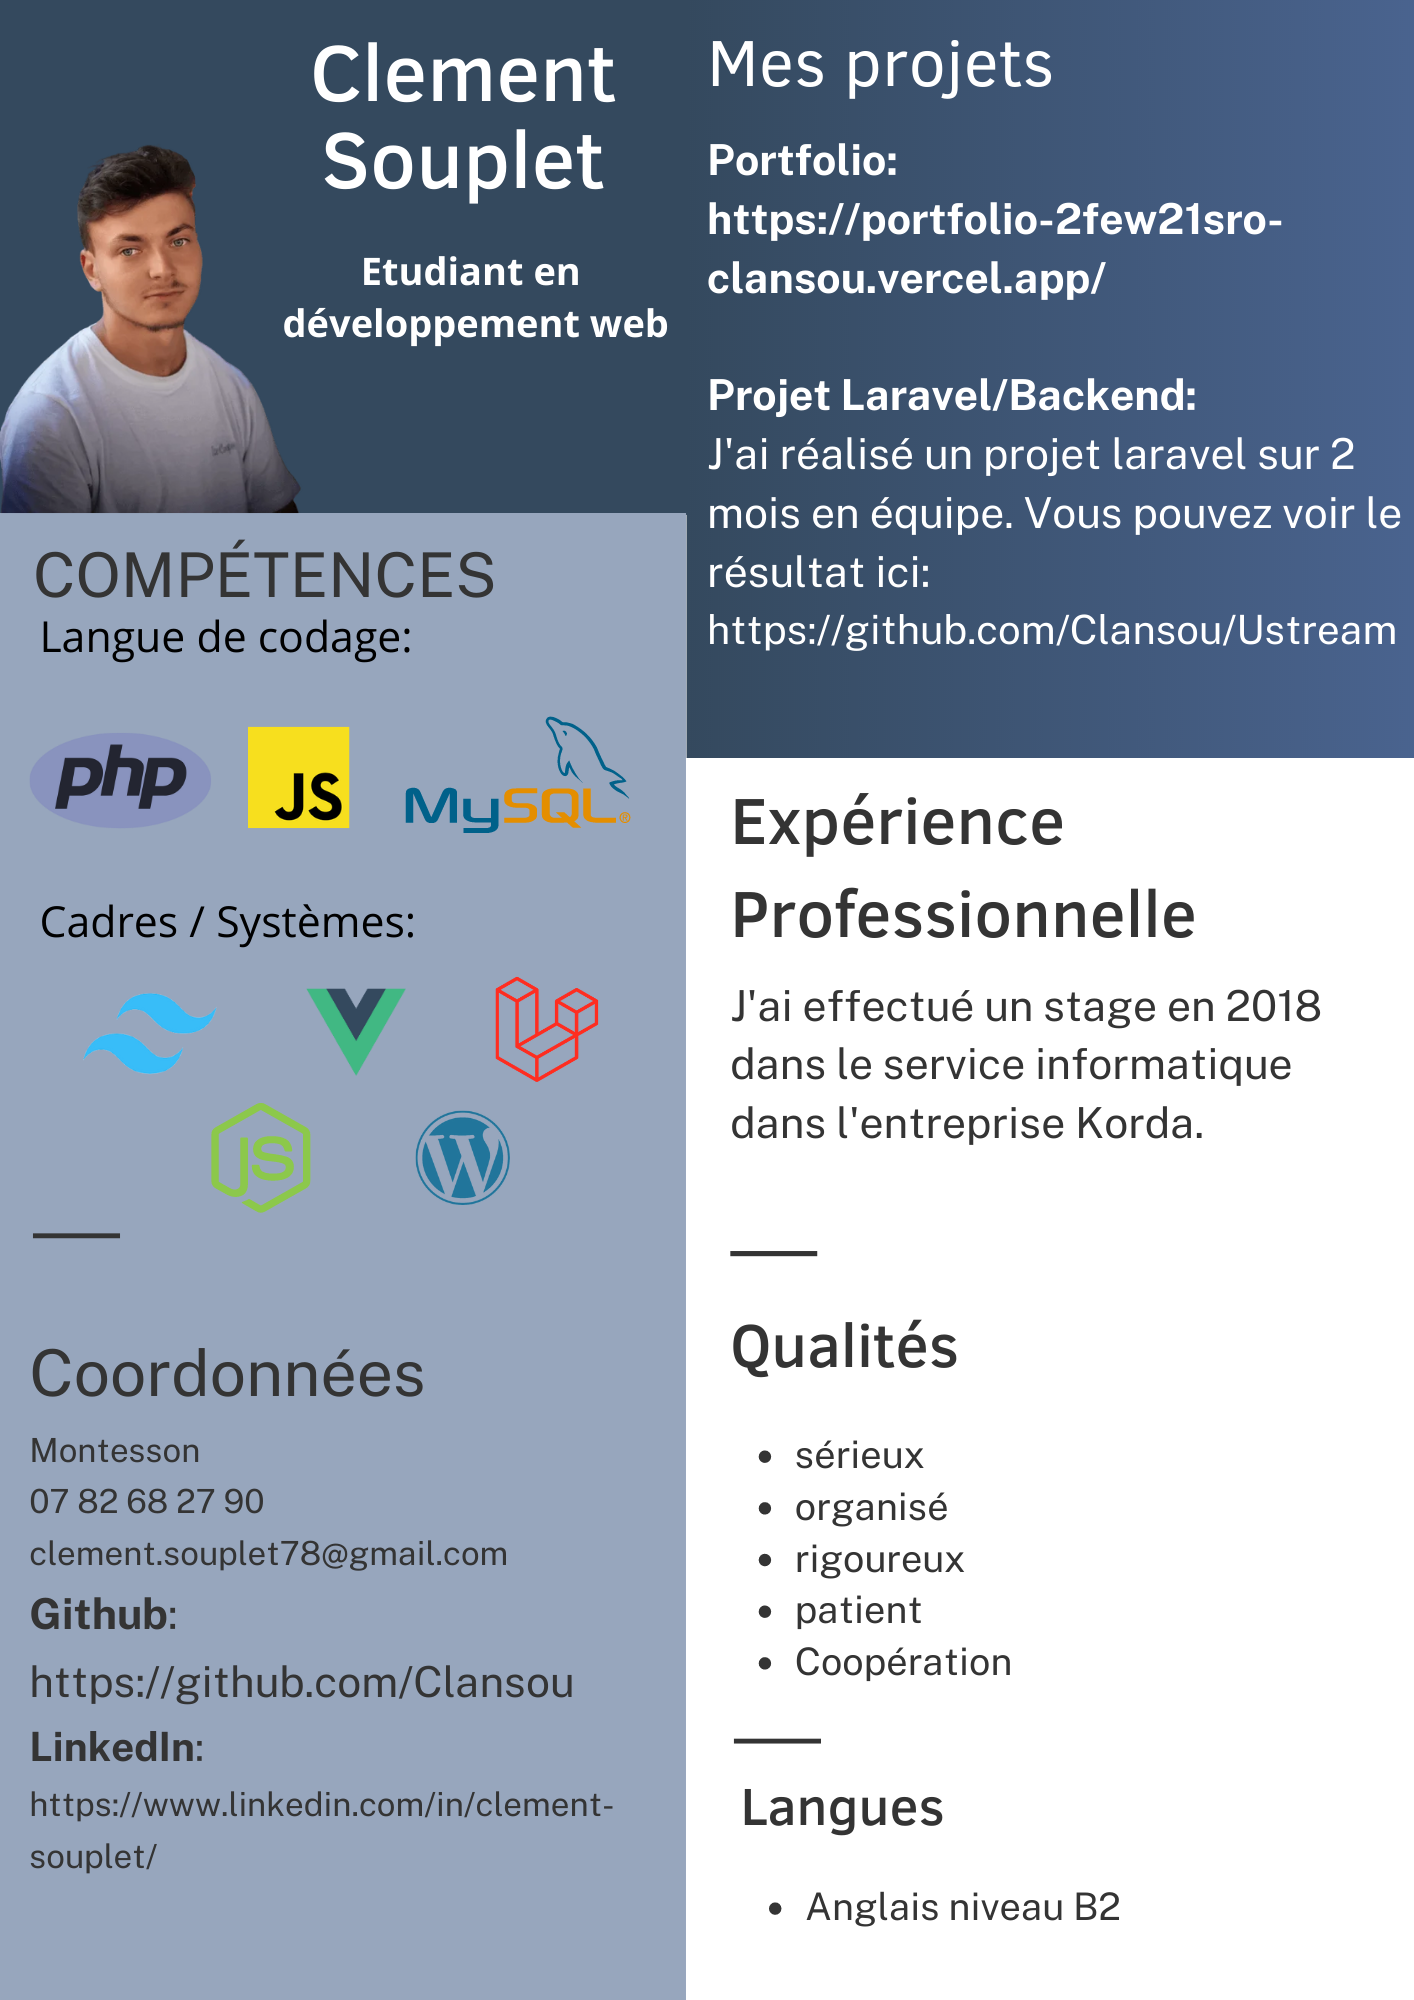 Clement
Souplet
Etudiant en
développement web
COMPÉTENCES
Langue de codage:
php
JS
MySQL®
Cadres / Systèmes:
JS
W
Coordonnées
Montesson
07 82 68 27 90
clement.souplet78@gmail.com
Github:
https://github.com/Clansou
LinkedIn:
https://www.linkedin.com/in/clement-
souplet/
Mes projets
Portfolio:
https://portfolio-2few21sro-
clansou.vercel.app/
Projet Laravel/Backend:
J'ai réalisé un projet laravel sur 2
mois en équipe. Vous pouvez voir le
résultat ici:
https://github.com/Clansou/Ustream
Expérience
Professionnelle
J'ai effectué un stage en 2018
dans le service informatique
dans l'entreprise Korda.
Qualités
• sérieux
• organisé
• rigoureux
• patient
• Coopération
Langues
• Anglais niveau B2